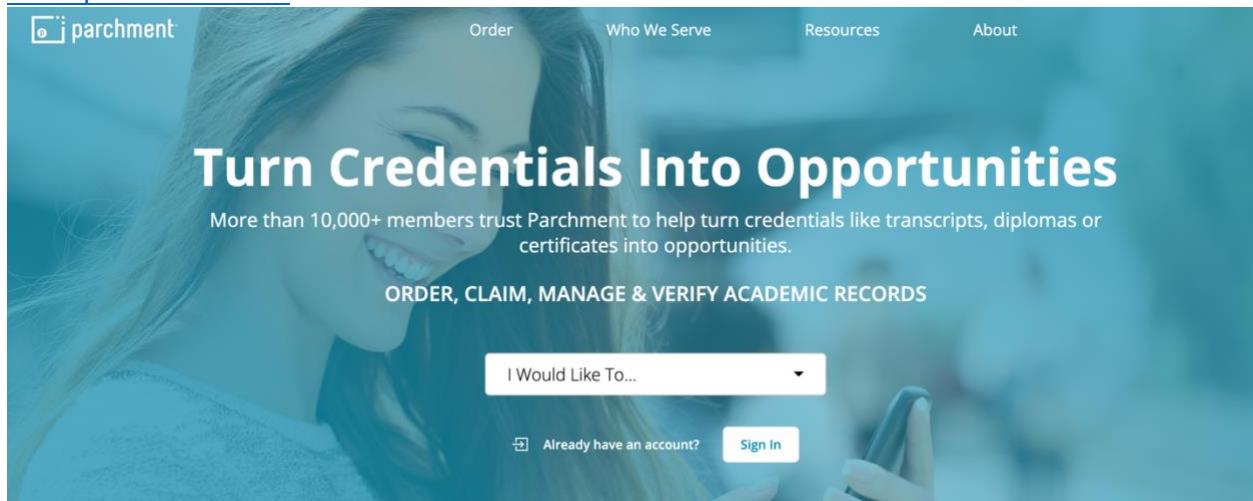 parchment
Order
Who We Serve
Resources
About
Turn Credentials Into Opportunities
More than 10,000+ members trust Parchment to help turn credentials like transcripts, diplomas or
certificates into opportunities.
ORDER, CLAIM, MANAGE & VERIFY ACADEMIC RECORDS
I Would Like To...
Already have an account?
Sign In